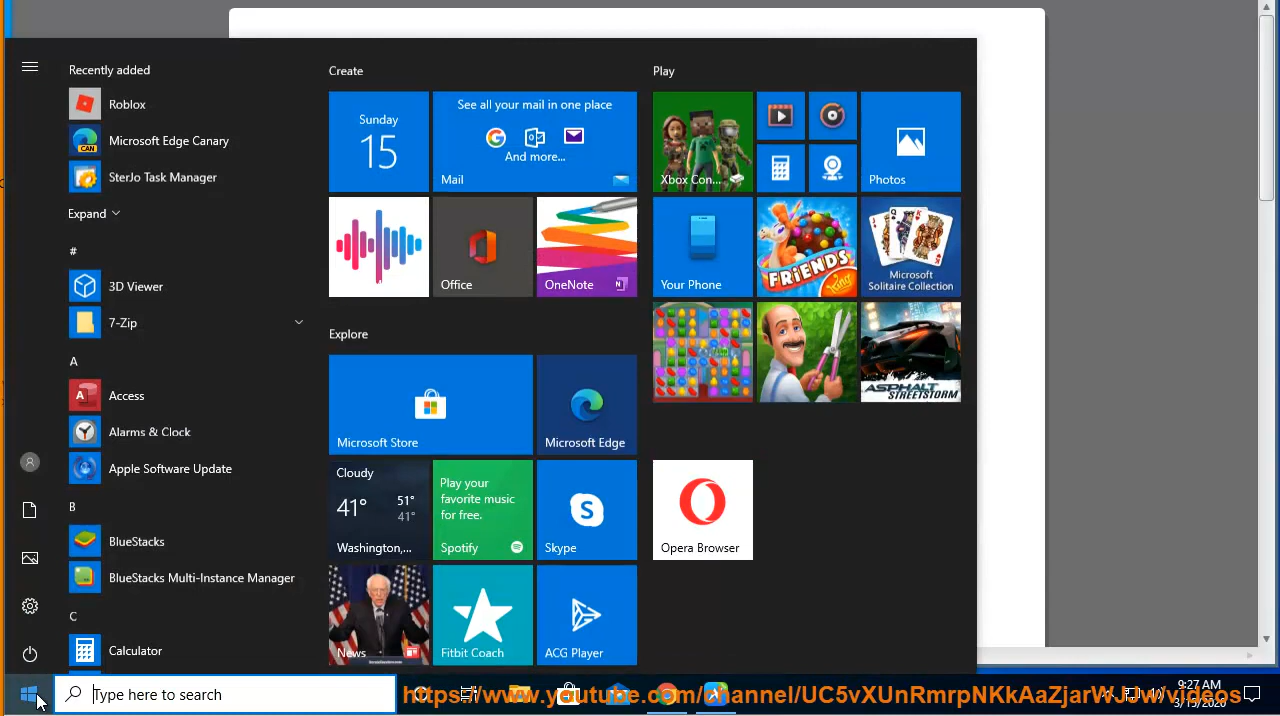 Recently added
Roblox
CAN
Microsoft Edge Canary
SterJo Task Manager
Expand
#
3D Viewer
7-Zip
A
A
Access
Alarms & Clock
Apple Software Update
B
BlueStacks
BlueStacks Multi-Instance Manager
C
Calculator
Create
Sunday
15
See all your mail in one place
And more...
Mail
Office
OneNote
N
Explore
Microsoft Store
Microsoft Edge
Cloudy
41°
51°
41°
Washington,...
Play your
favorite music
for free.
Spotify
S
Skype
News
Fitbit Coach
ACG Player
Play
Xbox Con...
Photos
Your Phone
FRIENDS
King
Microsoft
Solitaire Collection
ASPHALT
STREETSTORM
Opera Browser
Type here to search
https://www.youtube.com/channel/UC5vXUnRmrpNKkAaZjarWJ0w/videos
9:27 AM
3/15/2020